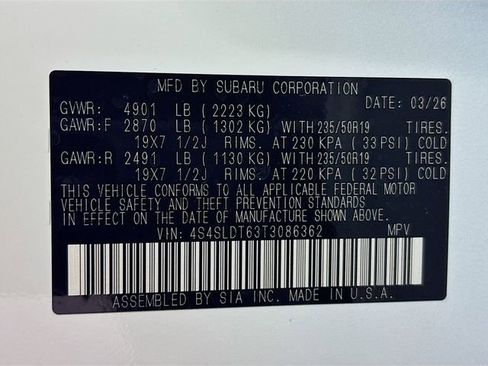 MFD BY SUBARU CORPORATION
GVWR: 4901 LB ( 2223 KG) DATE: 03/26
GAWR:F 2870 LB ( 1302 KG) WITH 235/50R19 TIRES.
19X7 1/2J RIMS. AT 230 KPA ( 33 PSI) COLD
GAWR:R 2491 LB ( 1130 KG) WITH 235/50R19 TIRES.
19X7 1/2J RIMS. AT 220 KPA ( 32 PSI) COLD
THIS VEHICLE CONFORMS TO ALL APPLICABLE FEDERAL MOTOR
VEHICLE SAFETY AND THEFT PREVENTION STANDARDS
IN EFFECT ON THE DATE OF MANUFACTURE SHOWN ABOVE.
VIN: 4S4SLDT63T3086362 MPV
ASSEMBLED BY SIA INC. MADE IN U.S.A.